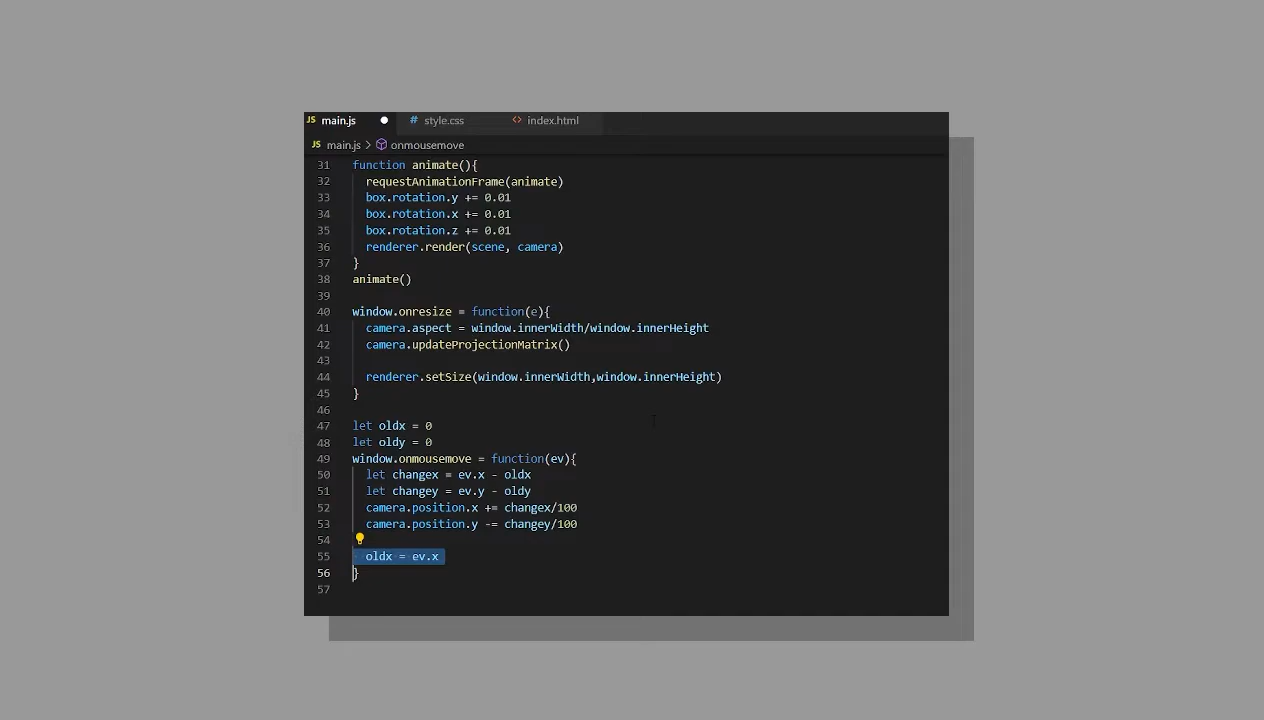 JS main.js # style.css <> index.html
JS main.js > onmousemove
31 function animate(){
32 requestAnimationFrame(animate)
33 box.rotation.y += 0.01
34 box.rotation.x += 0.01
35 box.rotation.z += 0.01
36 renderer.render(scene, camera)
37 }
38 animate()
39
40 window.onresize = function(e){
41 camera.aspect = window.innerWidth/window.innerHeight
42 camera.updateProjectionMatrix()
43
44 renderer.setSize(window.innerWidth,window.innerHeight)
45 }
46
47 let oldx = 0
48 let oldy = 0
49 window.onmousemove = function(ev){
50 let changex = ev.x - oldx
51 let changey = ev.y - oldy
52 camera.position.x += changex/100
53 camera.position.y -= changey/100
54
55 oldx = ev.x
56 }
57